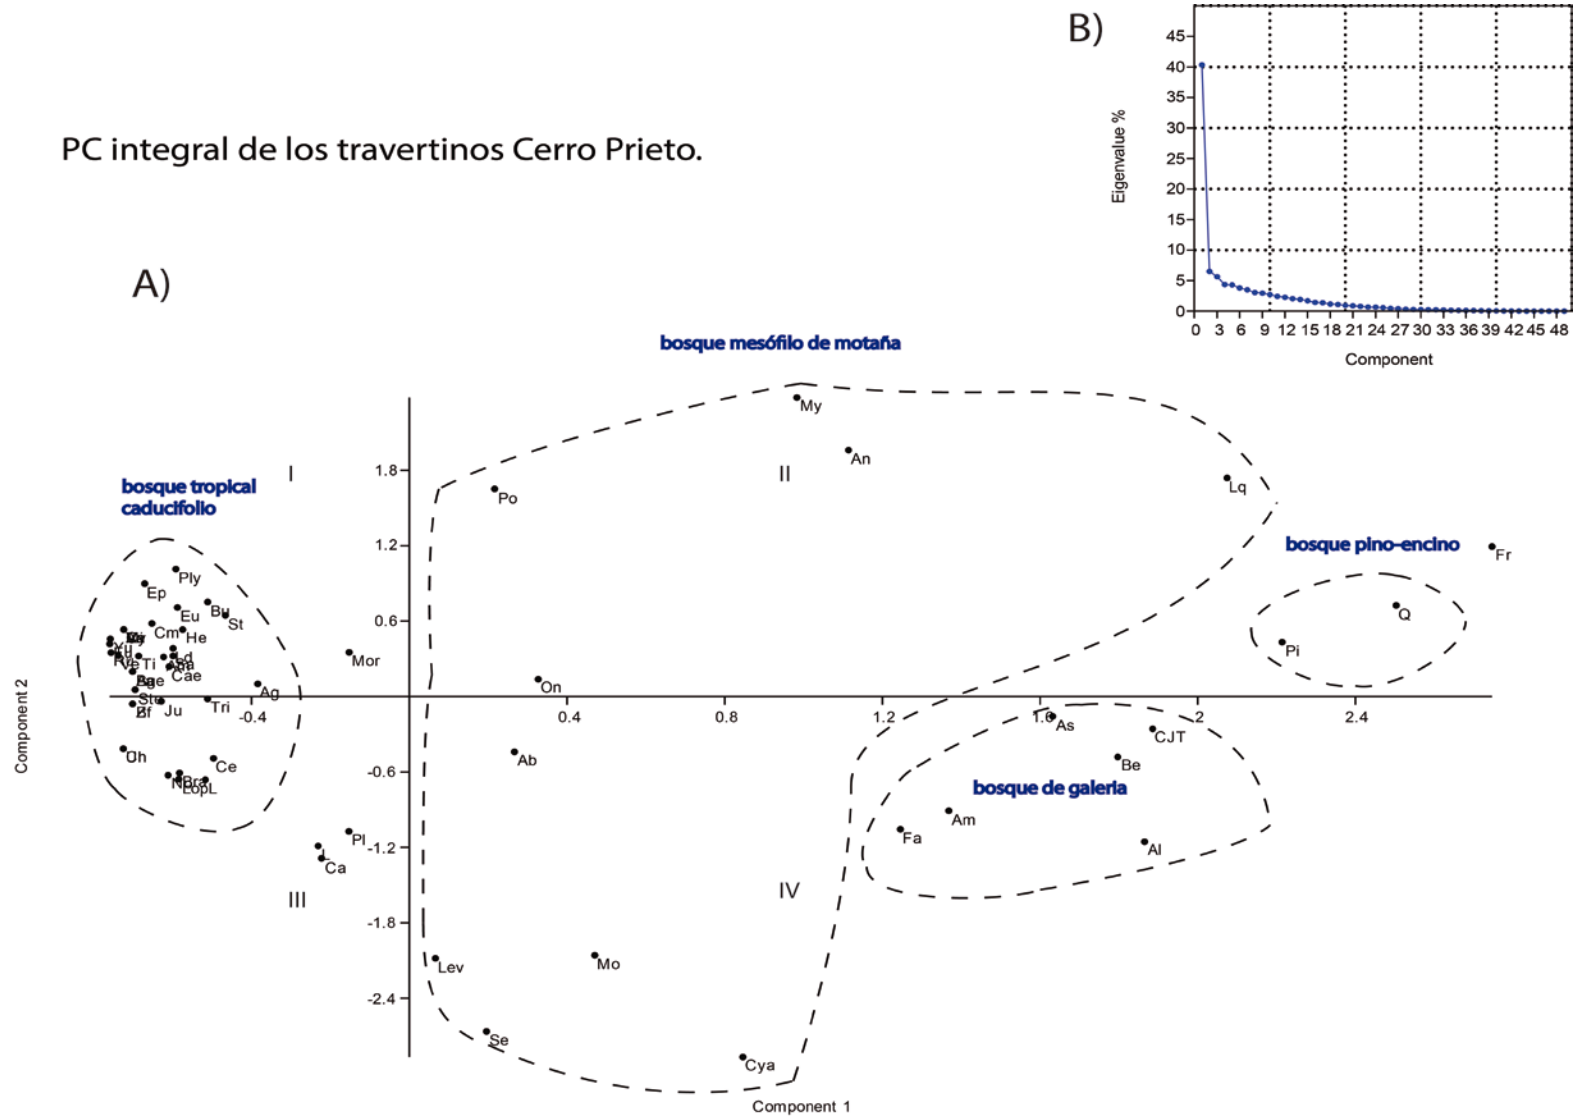 B)
45
40
35
30
25
20
15
10
5
0
Eigenvalue %
0 3 6 9 12 15 18 21 24 27 30 33 36 39 42 45 48
Component
PC integral de los travertinos Cerro Prieto.
A)
bosque mesófilo de motaña
My
An
I
II
1.8
Lq
bosque tropical
caducifolio
Po
1.2
bosque pino-encino
Fr
Ply
Ep
Bu
Eu
St
0.6
Q
Cm
He
Pi
Mor
Ti
Cae
Ag
On
Ju
Tri
-0.4
0.4
0.8
1.2
1.6
2
2.4
As
CJT
Component 2
Ab
Be
Ce
-0.6
bosque de galeria
Am
Fa
Al
LopL
Pl
-1.2
L
Ca
III
IV
-1.8
Lev
Mo
-2.4
Se
Cya
Component 1